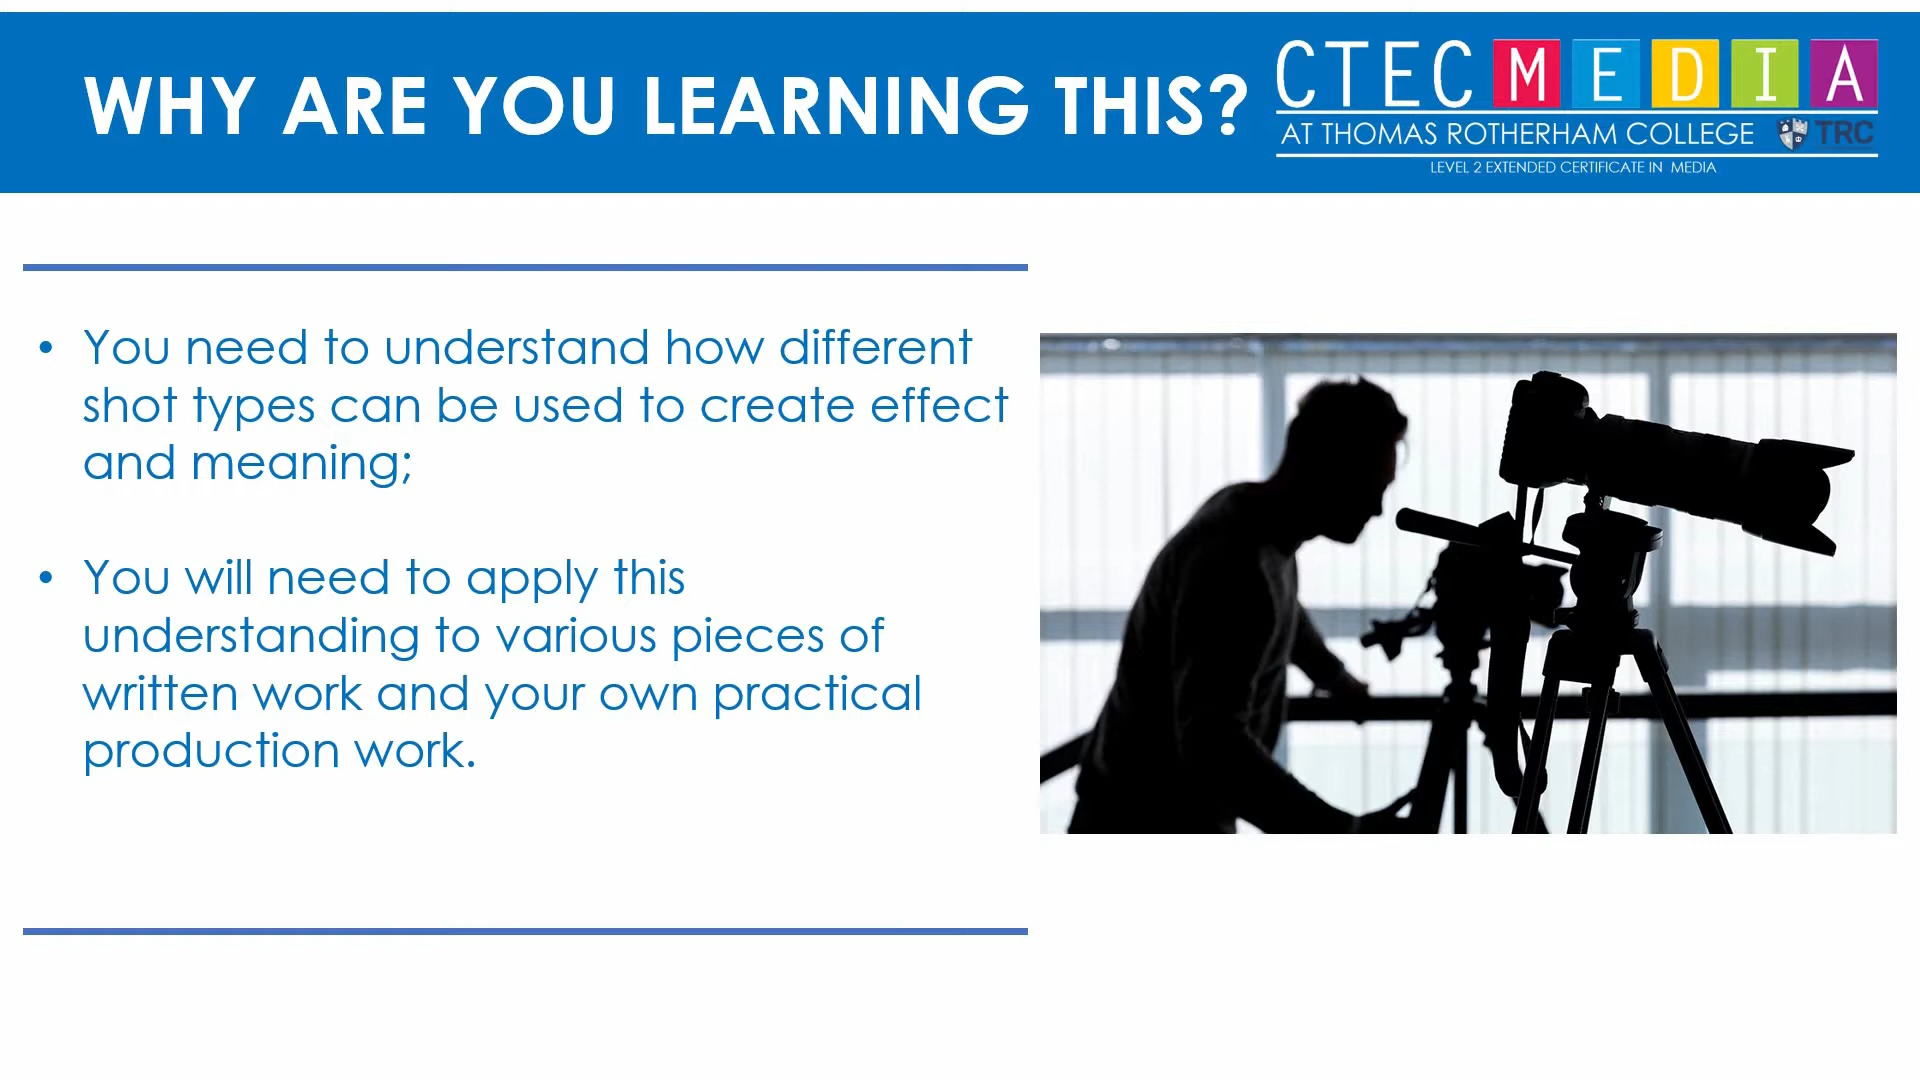 WHY ARE YOU LEARNING THIS?
CTEC MEDIA
AT THOMAS ROTHERHAM COLLEGE TRC
LEVEL 2 EXTENDED CERTIFICATE IN MEDIA
• You need to understand how different
shot types can be used to create effect
and meaning;
• You will need to apply this
understanding to various pieces of
written work and your own practical
production work.